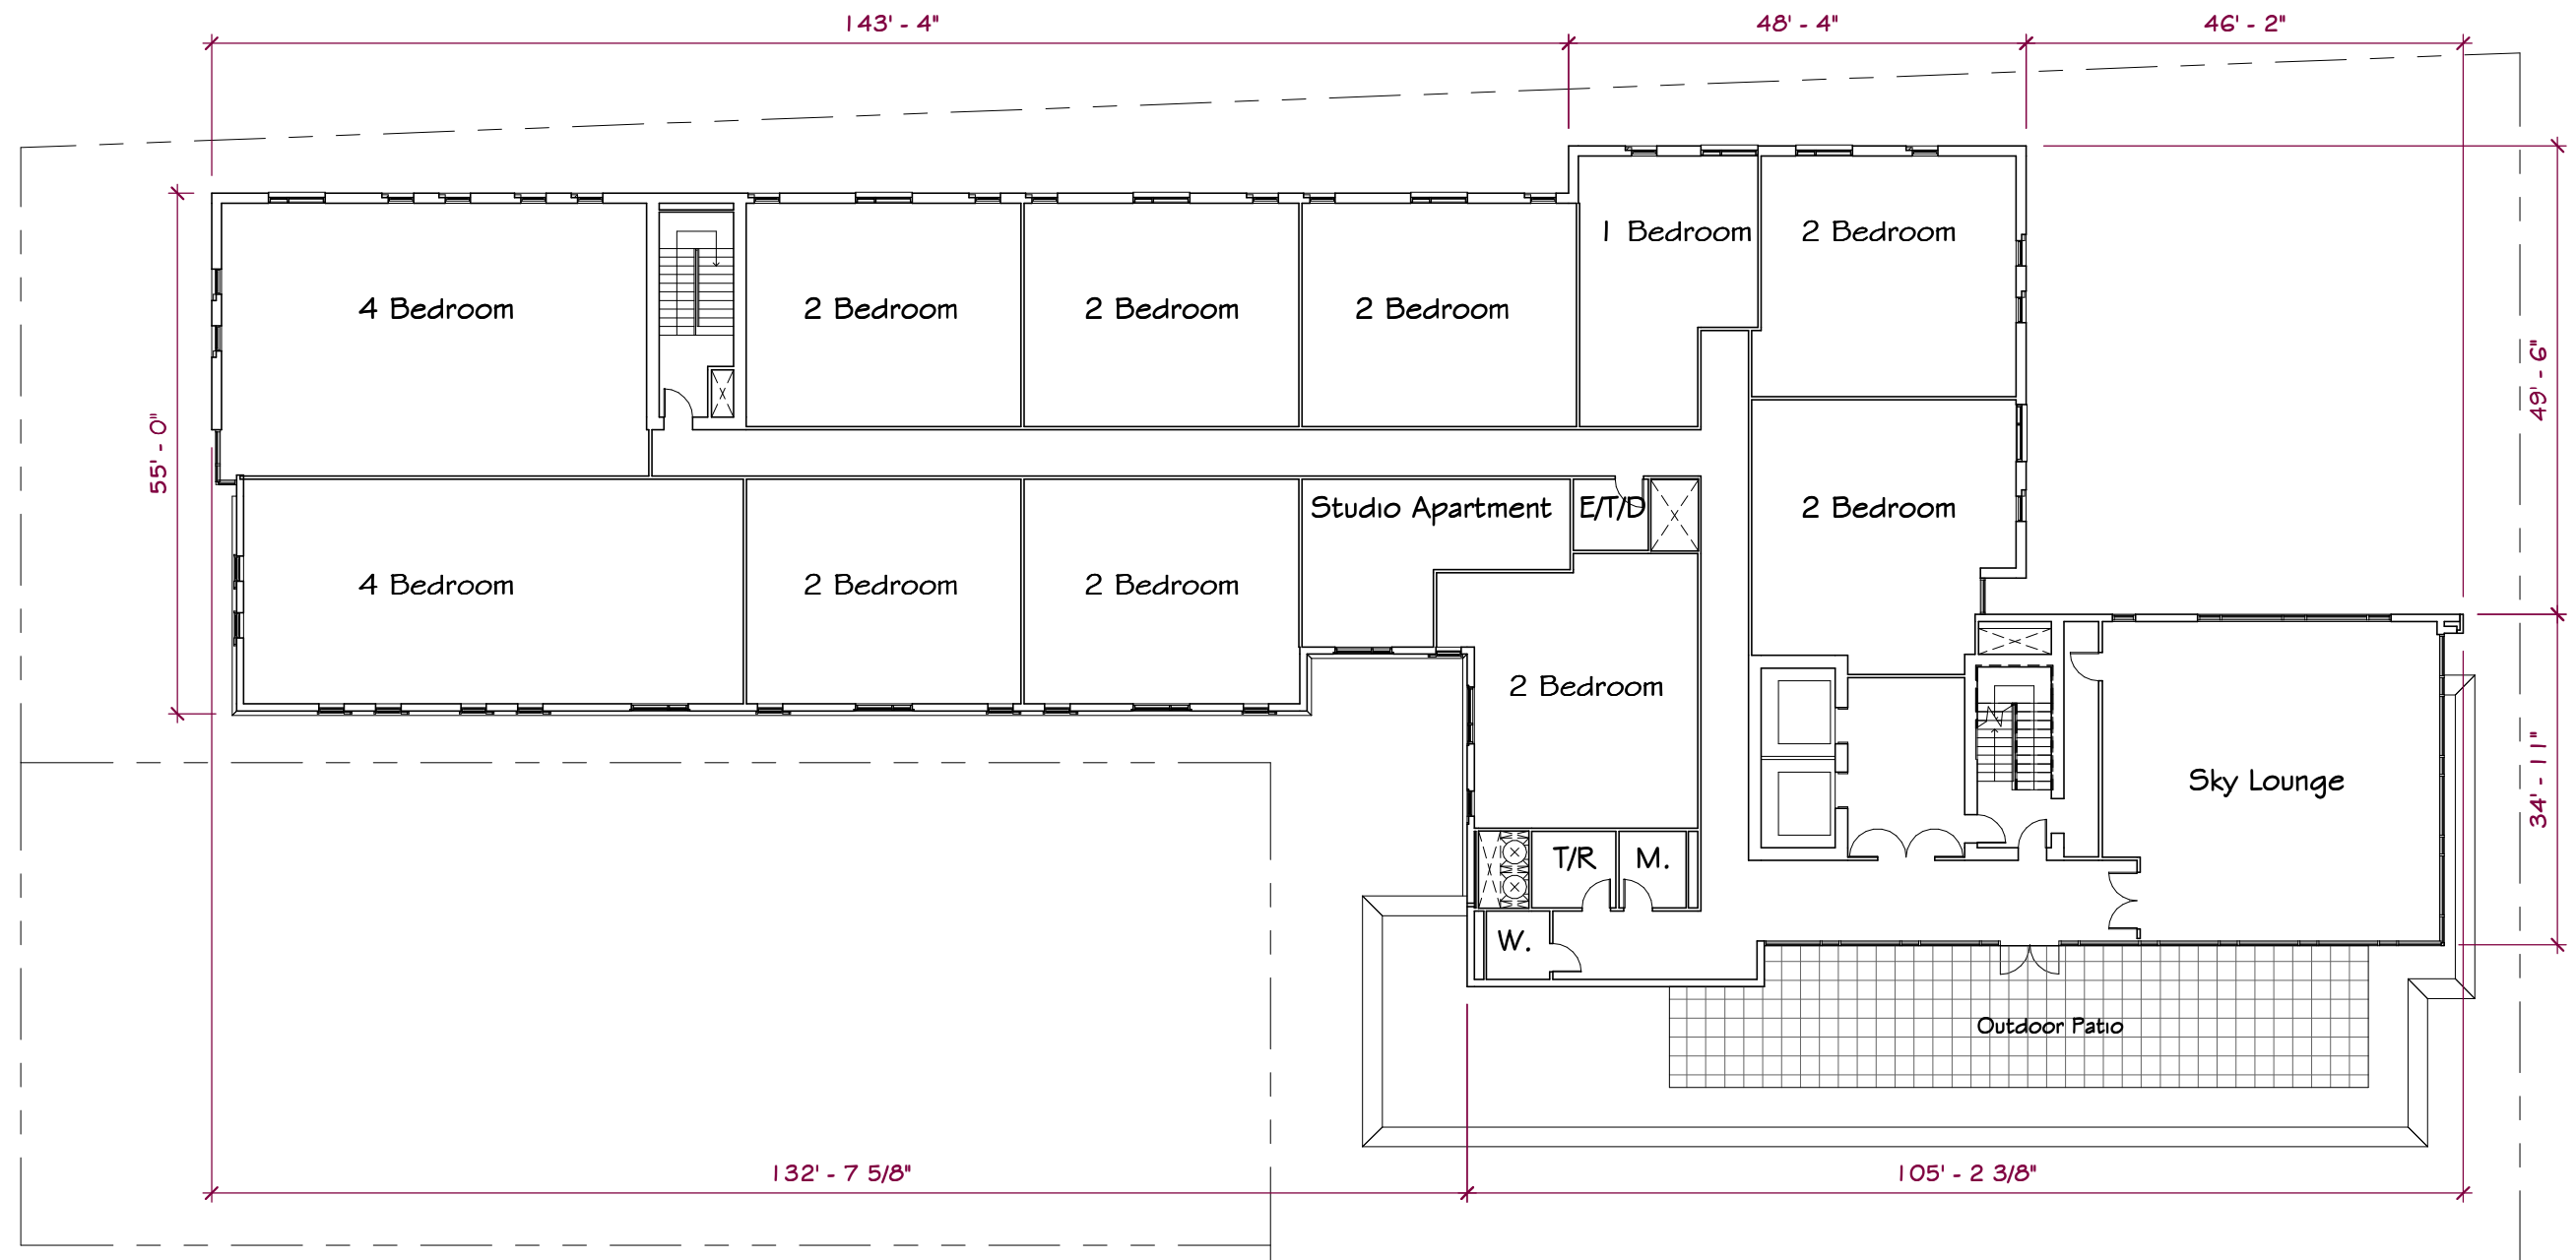 143' - 4"
48' - 4"
46' - 2"
1 Bedroom
2 Bedroom
4 Bedroom
2 Bedroom
2 Bedroom
2 Bedroom
49' - 6"
55' - 0"
Studio Apartment
E/T/D
2 Bedroom
4 Bedroom
2 Bedroom
2 Bedroom
2 Bedroom
Sky Lounge
34' - 11"
T/R
M.
W.
Outdoor Patio
132' - 7 5/8"
105' - 2 3/8"